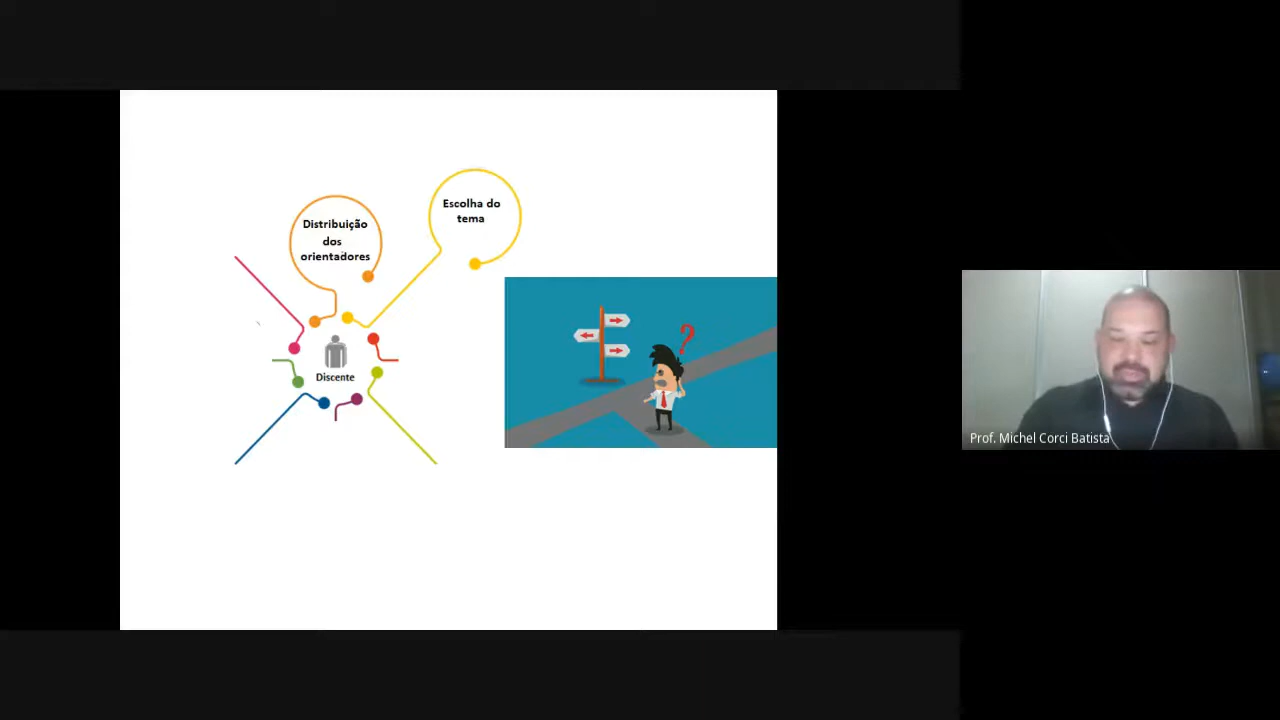 Distribuição
dos
orientadores
Escolha do
tema
?
Discente
Prof. Michel Corci Batista